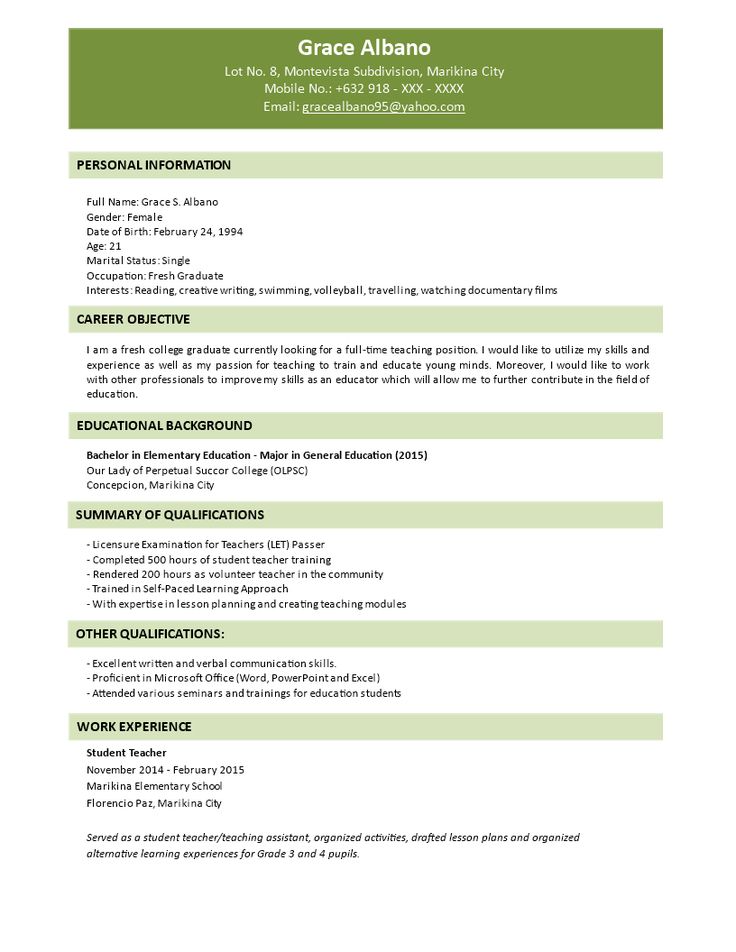 Grace Albano
Lot No. 8, Montevista Subdivision, Marikina City
Mobile No.: +632 918 - XXX - XXXX
Email: gracealbano95@yahoo.com
PERSONAL INFORMATION
Full Name: Grace S. Albano
Gender: Female
Date of Birth: February 24, 1994
Age: 21
Marital Status: Single
Occupation: Fresh Graduate
Interests: Reading, creative writing, swimming, volleyball, travelling, watching documentary films
CAREER OBJECTIVE
I am a fresh college graduate currently looking for a full-time teaching position. I would like to utilize my skills and
experience as well as my passion for teaching to train and educate young minds. Moreover, I would like to work
with other professionals to improve my skills as an educator which will allow me to further contribute in the field of
education.
EDUCATIONAL BACKGROUND
Bachelor in Elementary Education - Major in General Education (2015)
Our Lady of Perpetual Succor College (OLPSC)
Concepcion, Marikina City
SUMMARY OF QUALIFICATIONS
- Licensure Examination for Teachers (LET) Passer
- Completed 500 hours of student teacher training
- Rendered 200 hours as volunteer teacher in the community
- Trained in Self-Paced Learning Approach
- With expertise in lesson planning and creating teaching modules
OTHER QUALIFICATIONS:
- Excellent written and verbal communication skills.
- Proficient in Microsoft Office (Word, PowerPoint and Excel)
- Attended various seminars and trainings for education students
WORK EXPERIENCE
Student Teacher
November 2014 - February 2015
Marikina Elementary School
Florencio Paz, Marikina City
Served as a student teacher/teaching assistant, organized activities, drafted lesson plans and organized
alternative learning experiences for Grade 3 and 4 pupils.